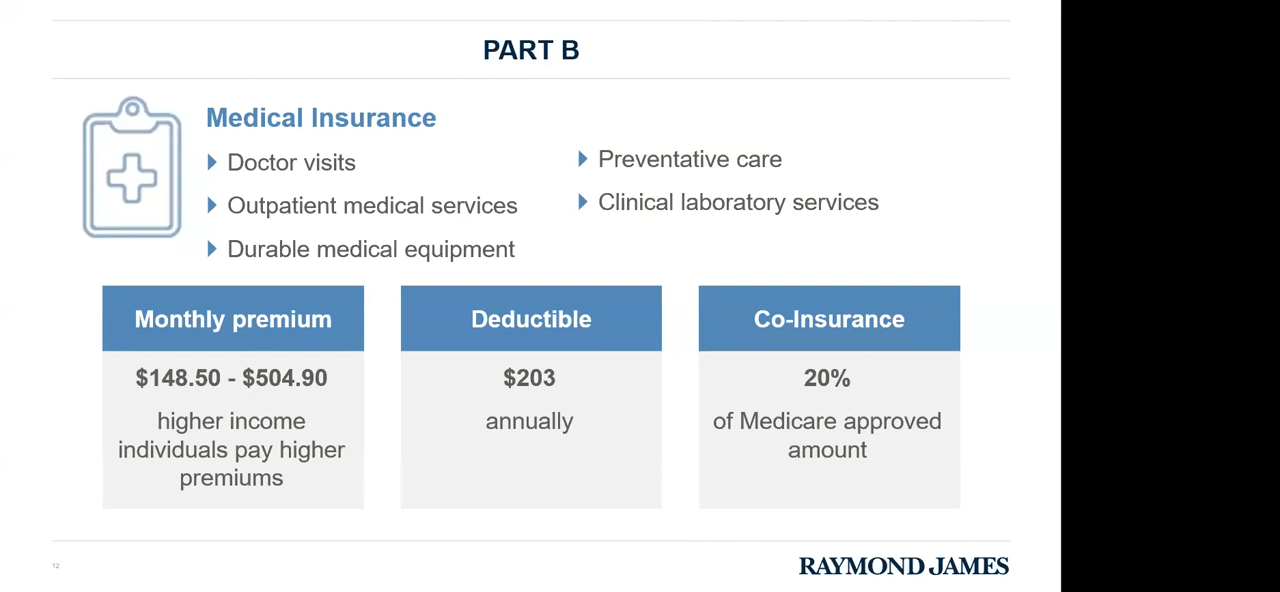 PART B
Medical Insurance
Doctor visits
Outpatient medical services
Durable medical equipment
Preventative care
Clinical laboratory services
Monthly premium
$148.50 - $504.90
higher income
individuals pay higher
premiums
Deductible
$203
annually
Co-Insurance
20%
of Medicare approved
amount
12
RAYMOND JAMES